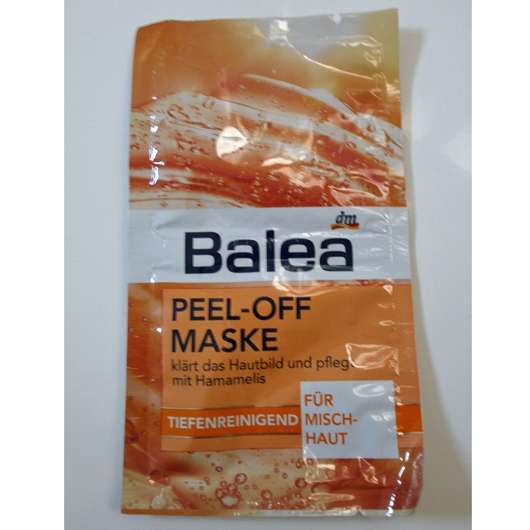 dm
Balea
PEEL-OFF
MASKE
klärt das Hautbild und pflegt
mit Hamamelis
TIEFENREINIGEND
FÜR
MISCH-
HAUT